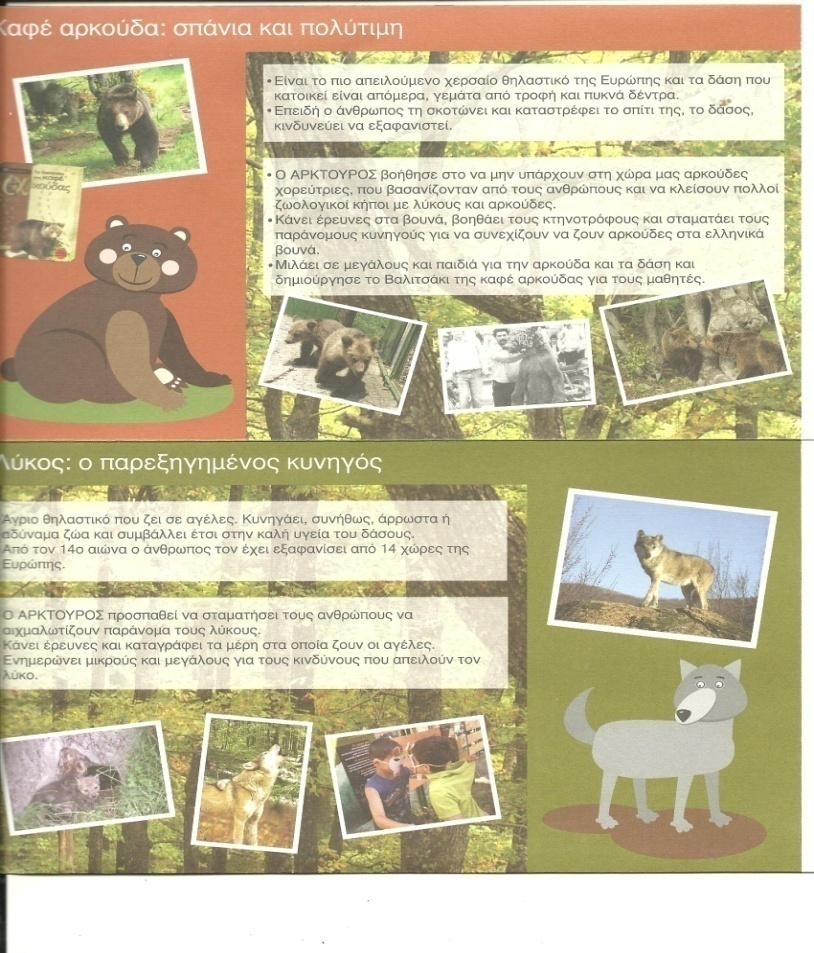 Καφέ αρκούδα: σπάνια και πολύτιμη
• Είναι το πιο απειλούμενο χερσαίο θηλαστικό της Ευρώπης και τα δάση που
κατοικεί είναι απόμερα, γεμάτα από τροφή και πυκνά δέντρα.
• Επειδή ο άνθρωπος τη σκοτώνει και καταστρέφει το σπίτι της, το δάσος,
κινδυνεύει να εξαφανιστεί.
• Ο ΑΡΚΤΟΥΡΟΣ βοήθησε στο να μην υπάρχουν στη χώρα μας αρκούδες
χορεύτριες, που βασανίζονταν από τους ανθρώπους και να κλείσουν πολλοί
ζωολογικοί κήποι με λύκους και αρκούδες.
• Κάνει έρευνες στα βουνά, βοηθάει τους κτηνοτρόφους και σταματάει τους
παράνομους κυνηγούς για να συνεχίζουν να ζουν αρκούδες στα ελληνικά
βουνά.
• Μιλάει σε μεγάλους και παιδιά για την αρκούδα και τα δάση και
δημιούργησε το Βαλιτσάκι της καφέ αρκούδας για τους μαθητές.
καφέ
Λύκος: ο παρεξηγημένος κυνηγός
Άγριο θηλαστικό που ζει σε αγέλες. Κυνηγάει, συνήθως, άρρωστα ή
αδύναμα ζώα και συμβάλλει έτσι στην καλή υγεία του δάσους.
Από τον 14ο αιώνα ο άνθρωπος τον έχει εξαφανίσει από 14 χώρες της
Ευρώπης.
Ο ΑΡΚΤΟΥΡΟΣ προσπαθεί να σταματήσει τους ανθρώπους να
αιχμαλωτίζουν παράνομα τους λύκους.
Κάνει έρευνες και καταγράφει τα μέρη στα οποία ζουν οι αγέλες.
Ενημερώνει μικρούς και μεγάλους για τους κινδύνους που απειλούν τον
λύκο.